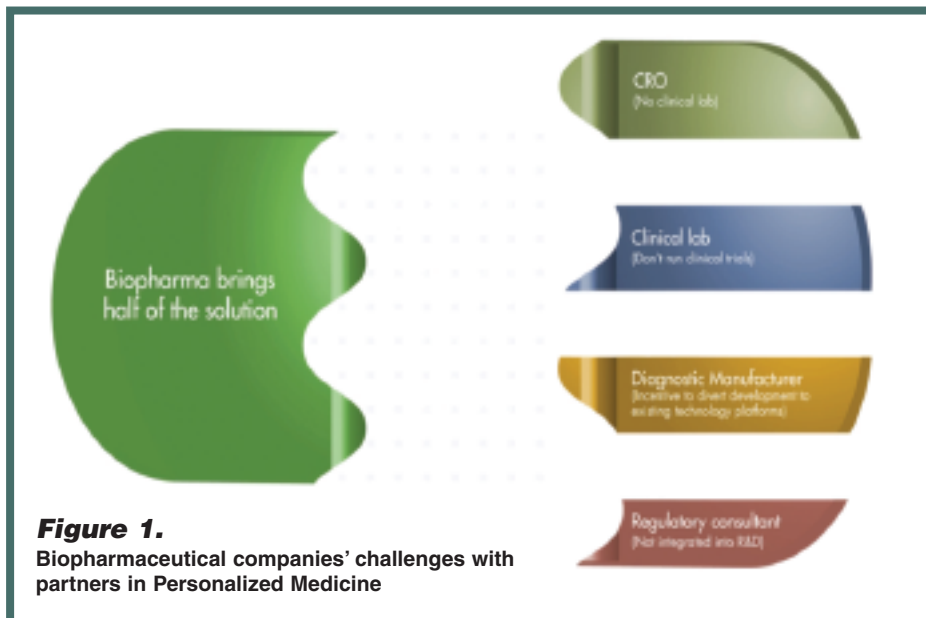 Biopharma brings
half of the solution
CRO
(No clinical lab)
Clinical lab
(Don't run clinical trials)
Diagnostic Manufacturer
(Incentive to divert development to
existing technology platforms)
Regulatory consultant
(Not integrated into R&D)
Figure 1.
Biopharmaceutical companies' challenges with
partners in Personalized Medicine